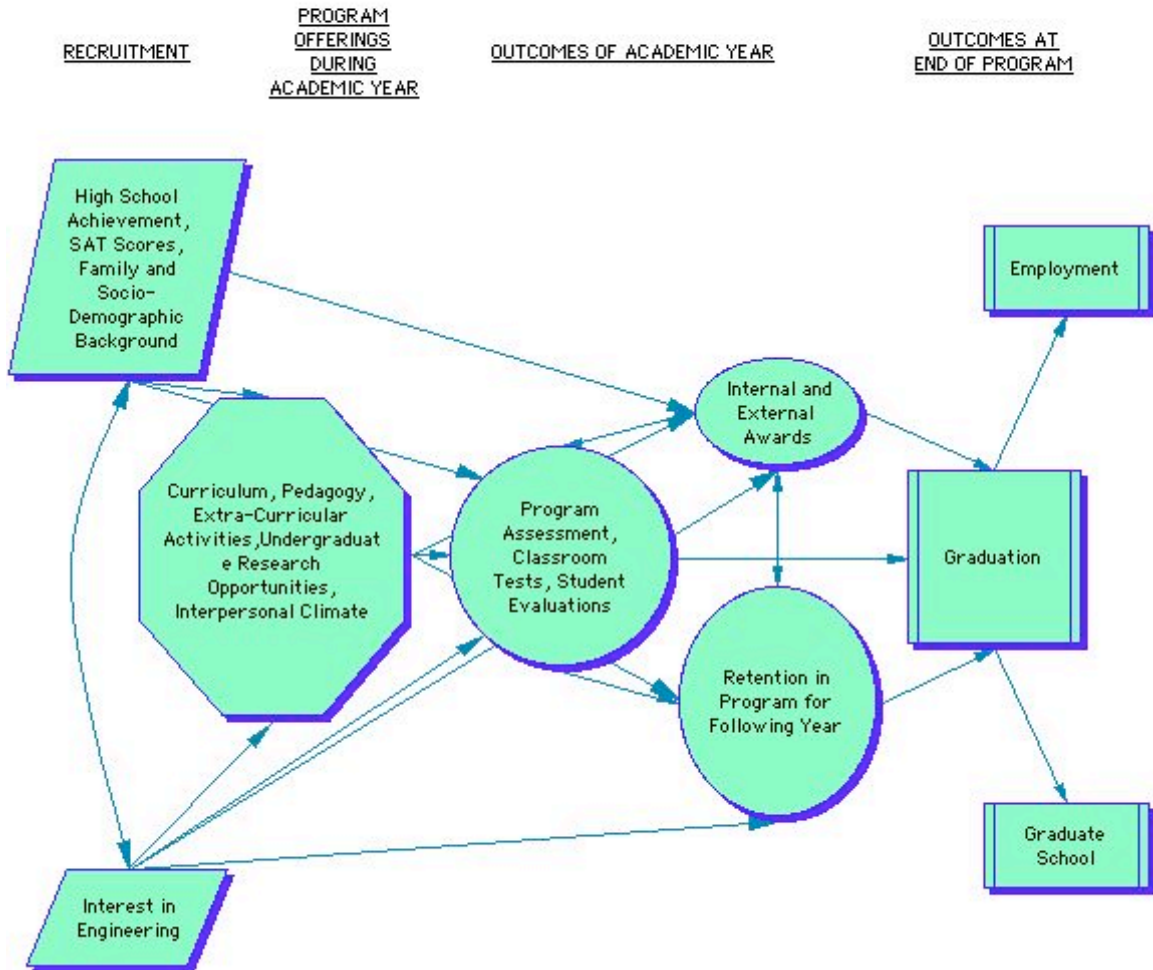 RECRUITMENT
PROGRAM
OFFERINGS
DURING
ACADEMIC YEAR
OUTCOMES OF ACADEMIC YEAR
OUTCOMES AT
END OF PROGRAM
High School
Achievement,
SAT Scores,
Family and
Socio-
Demographic
Background
Employment
Internal and
External
Awards
Curriculum, Pedagogy,
Extra-Curricular
Activities,Undergraduat
e Research
Opportunities,
Interpersonal Climate
Program
Assessment,
Classroom
Tests, Student
Evaluations
Graduation
Retention in
Program for
Following Year
Graduate
School
Interest in
Engineering